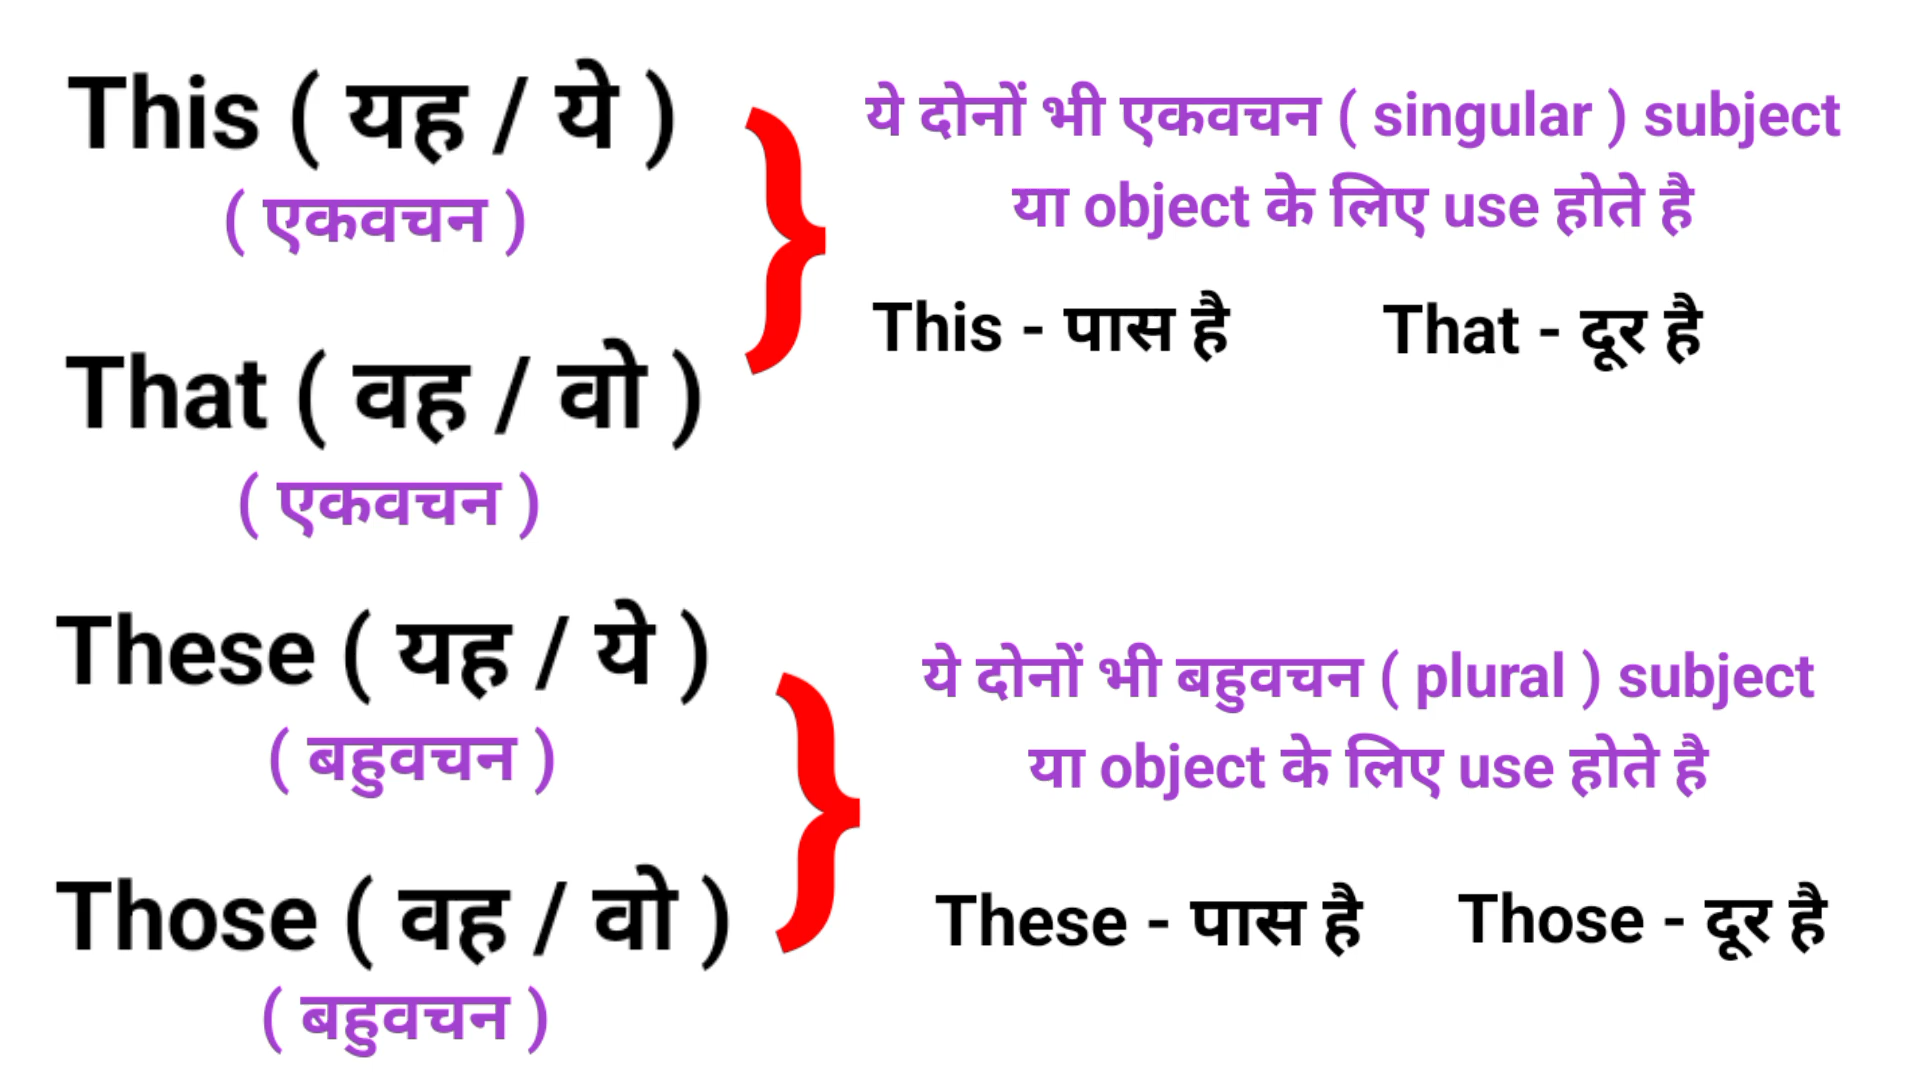 This ( यह / ये )
( एकवचन )
That ( वह / वो )
( एकवचन )
ये दोनों भी एकवचन ( singular ) subject
या object के लिए use होते है
This - पास है
That - दूर है
These ( यह / ये )
( बहुवचन )
Those ( वह / वो )
( बहुवचन )
ये दोनों भी बहुवचन ( plural ) subject
या object के लिए use होते है
These - पास है
Those - दूर है